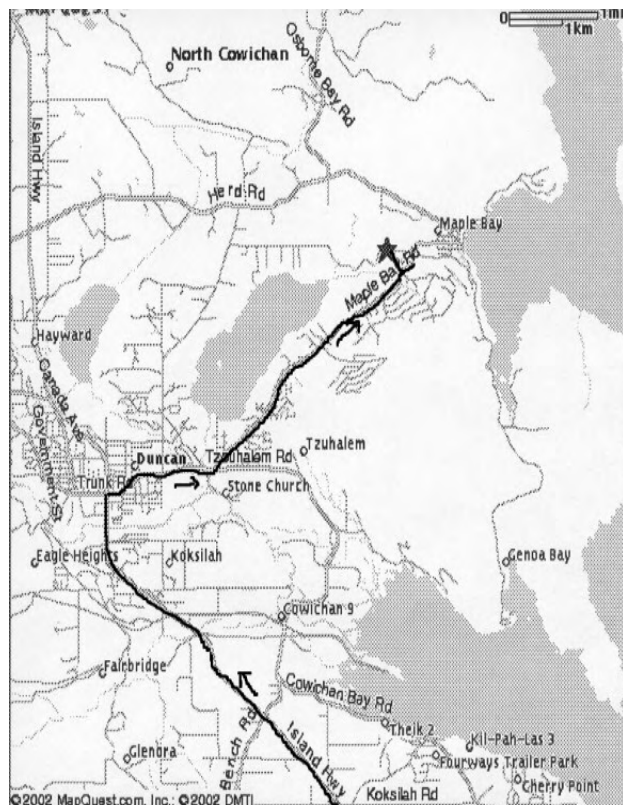 0
1mi
1km
North Cowichan
Osborne Bay Rd
Island Hwy
Herd Rd
Maple Bay
Maple Bay Rd
Hayward
Canada Ave
Government St
Duncan
Tzuhalem Rd
Tzuhalem
Trunk R
Stone Church
Eagle Heights
Koksilah
Genoa Bay
Cowichan 9
Fairbridge
Cowichan Bay Rd
Theik 2
Kil-Pah-Las 3
Bench Rd
Island Hwy
Glenora
Fourways Trailer Park
Koksilah Rd
Cherry Point
©2002 MapQuest.com, Inc.; ©2002 DMTI